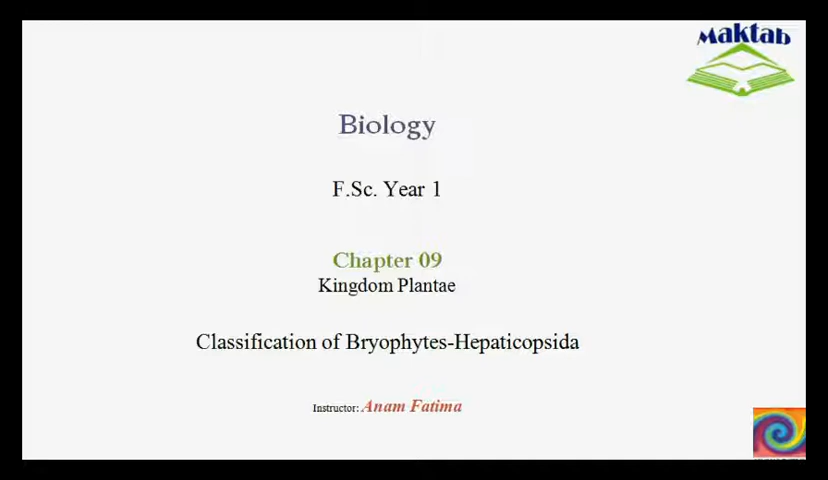 Maktab
Biology
F.Sc. Year 1
Chapter 09
Kingdom Plantae
Classification of Bryophytes-Hepaticopsida
Instructor: Anam Fatima